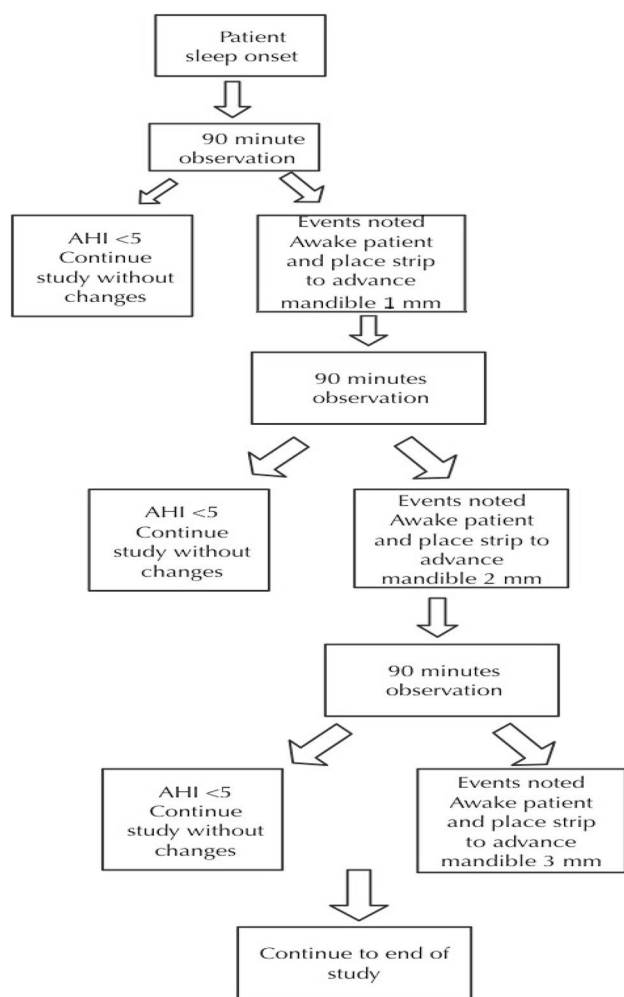 Patient
sleep onset
90 minute
observation
AHI <5
Continue
study without
changes
Events noted
Awake patient
and place strip
to advance
mandible 1 mm
90 minutes
observation
AHI <5
Continue
study without
changes
Events noted
Awake patient
and place strip to
advance
mandible 2 mm
90 minutes
observation
AHI <5
Continue
study without
changes
Events noted
Awake patient
and place strip
to advance
mandible 3 mm
Continue to end of
study